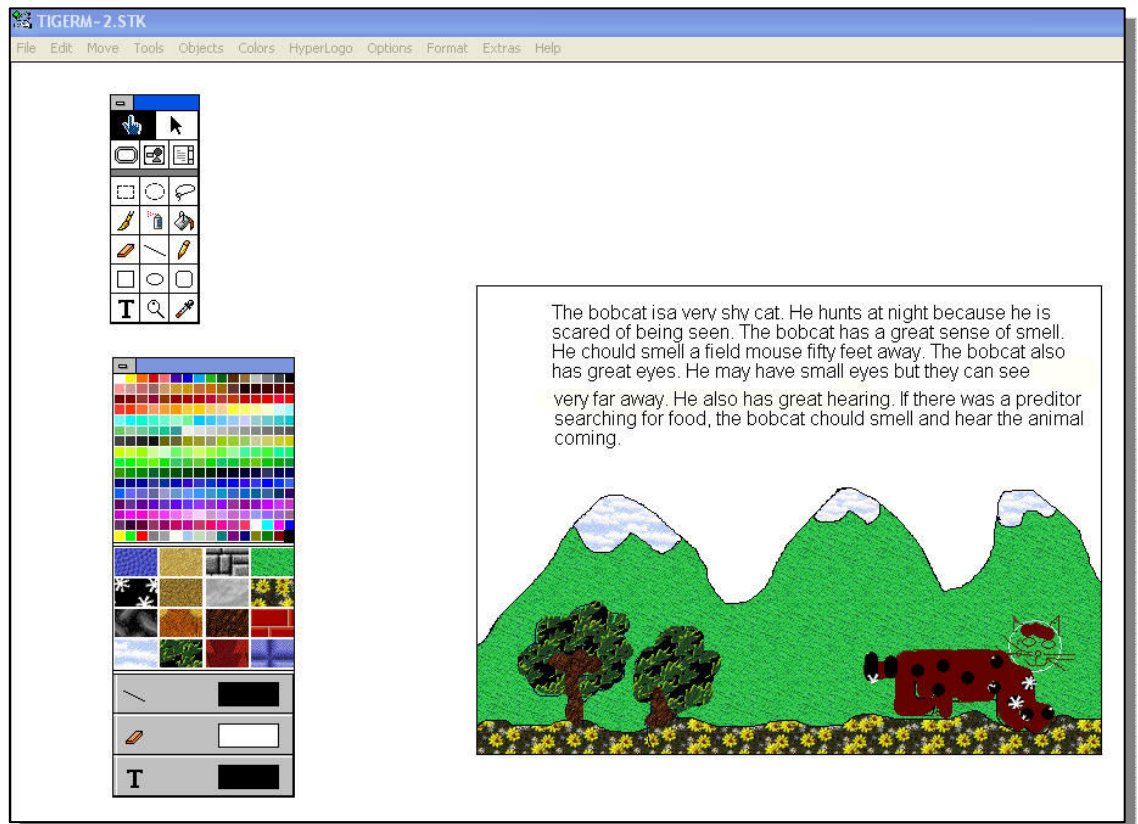 TIGERM~2.STK
File Edit Move Tools Objects Colors HyperLogo Options Format Extras Help
T
The bobcat isa very shy cat. He hunts at night because he is
scared of being seen. The bobcat has a great sense of smell.
He chould smell a field mouse fifty feet away. The bobcat also
has great eyes. He may have small eyes but they can see
very far away. He also has great hearing. If there was a preditor
searching for food, the bobcat chould smell and hear the animal
coming.
T